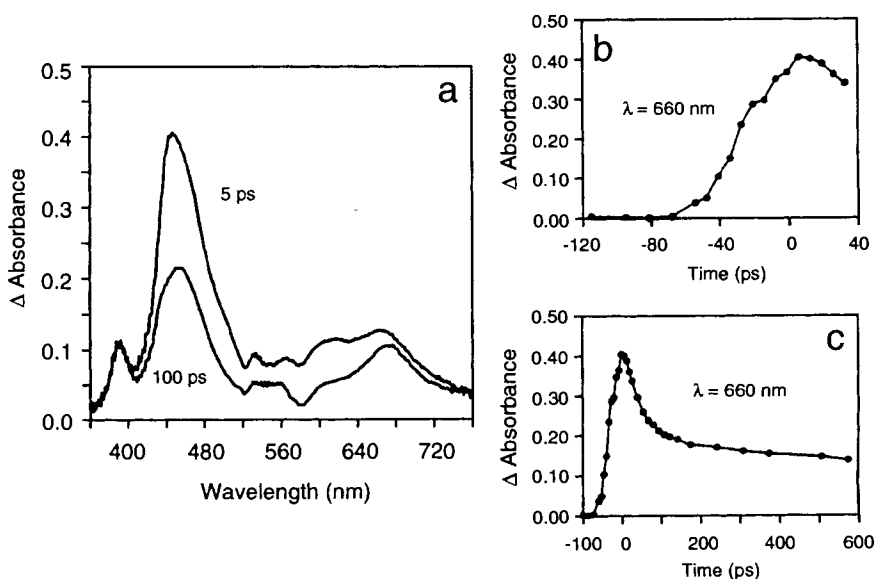 a
0.5
0.4
0.3
0.2
0.1
0.0
Δ Absorbance
5 ps
100 ps
400 480 560 640 720
Wavelength (nm)
b
0.50
0.40
0.30
0.20
0.10
0.00
Δ Absorbance
λ = 660 nm
-120 -80 -40 0 40
Time (ps)
c
0.50
0.40
0.30
0.20
0.10
0.00
Δ Absorbance
λ = 660 nm
-100 0 200 400 600
Time (ps)